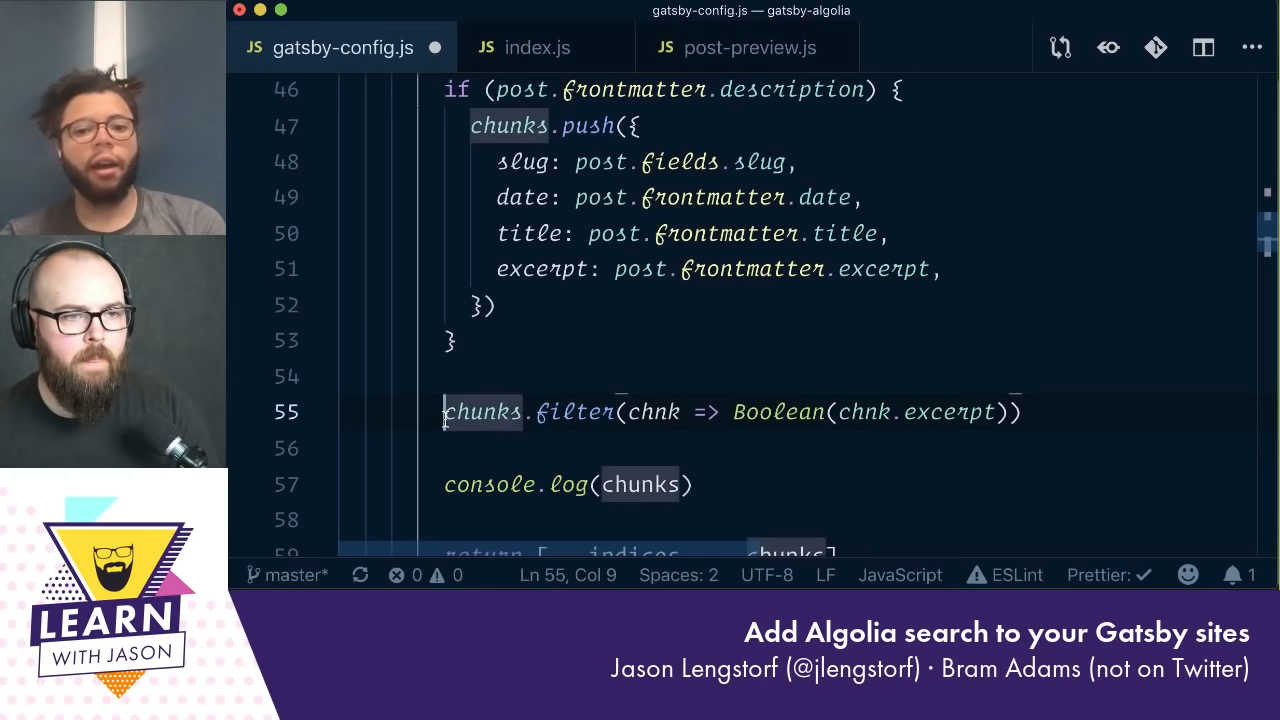 gatsby-config.js — gatsby-algolia
JS gatsby-config.js
JS index.js
JS post-preview.js
46 if (post.frontmatter.description) {
47 chunks.push({
48 slug: post.fields.slug,
49 date: post.frontmatter.date,
50 title: post.frontmatter.title,
51 excerpt: post.frontmatter.excerpt,
52 })
53 }
54
55 chunks.filter(chnk => Boolean(chnk.excerpt))
56
57 console.log(chunks)
58
59 return [...indices, ...chunks]
master* 0 0 Ln 55, Col 9 Spaces: 2 UTF-8 LF JavaScript ESLint Prettier: ✓ 1
LEARN
WITH JASON
Add Algolia search to your Gatsby sites
Jason Lengstorf (@jlengstorf) · Bram Adams (not on Twitter)